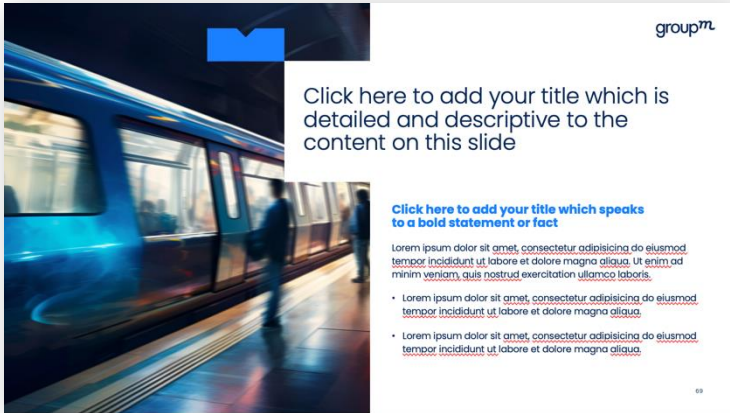 groupm
Click here to add your title which is
detailed and descriptive to the
content on this slide
Click here to add your title which speaks
to a bold statement or fact
Lorem ipsum dolor sit amet, consectetur adipisicing do eiusmod
tempor incididunt ut labore et dolore magna aliqua. Ut enim ad
minim veniam, quis nostrud exercitation ullamco laboris.
• Lorem ipsum dolor sit amet, consectetur adipisicing do eiusmod
tempor incididunt ut labore et dolore magna aliqua.
• Lorem ipsum dolor sit amet, consectetur adipisicing do eiusmod
tempor incididunt ut labore et dolore magna aliqua.
69